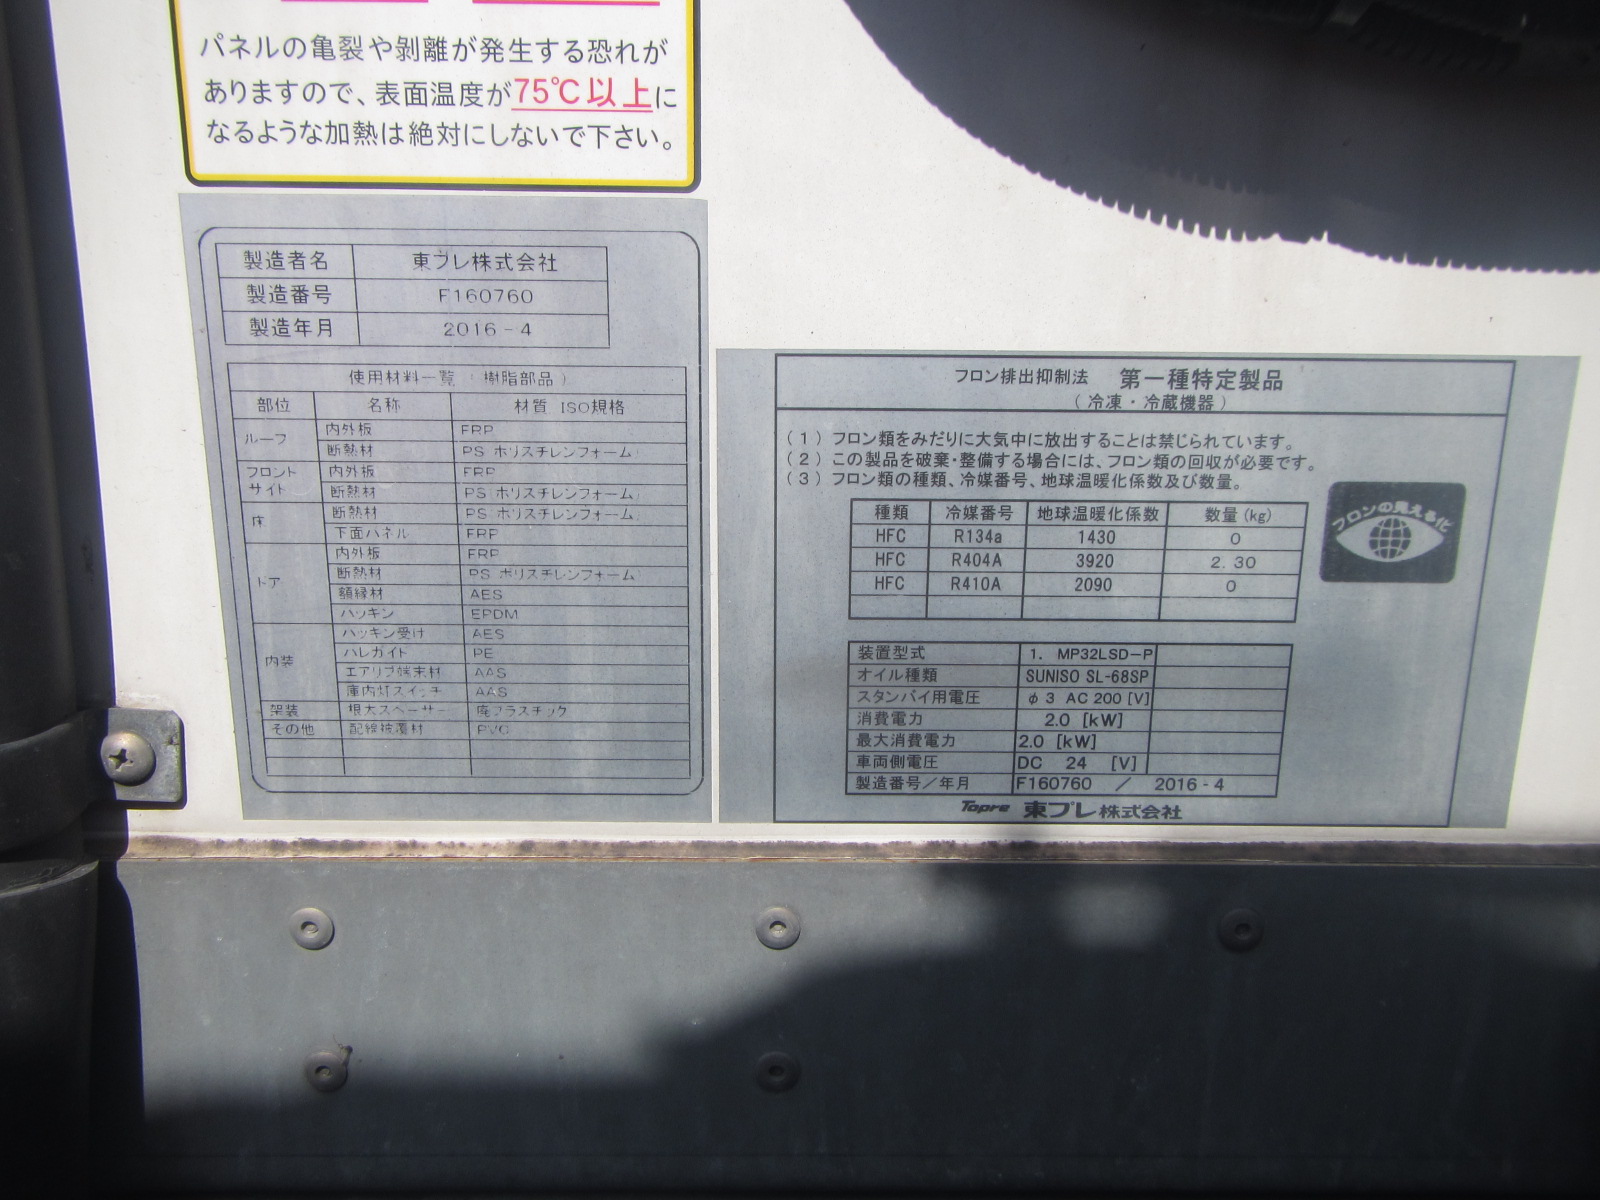 パネルの亀裂や剥離が発生する恐れが
ありますので、表面温度が75℃以上に
なるような加熱は絶対にしないで下さい。
製造者名 東プレ株式会社
製造番号 F160760
製造年月 2016-4
使用材料一覧（樹脂部品）
部位 名称 材質 ISO規格
ルーフ 内外板 FRP
断熱材 PS（ポリスチレンフォーム）
フロント
サイド 内外板 FRP
断熱材 PS（ポリスチレンフォーム）
床 断熱材 PS（ポリスチレンフォーム）
下面パネル FRP
ドア 内外板 FRP
断熱材 PS（ポリスチレンフォーム）
額縁材 AES
パッキン EPDM
内装 パッキン受け AES
パレガイド PE
エアリブ端末材 AAS
庫内灯スイッチ AAS
架装 根太スペーサー 廃プラスチック
その他 配線被覆材 PVC
フロン排出抑制法 第一種特定製品
（冷凍・冷蔵機器）
（1）フロン類をみだりに大気中に放出することは禁じられています。
（2）この製品を破棄・整備する場合には、フロン類の回収が必要です。
（3）フロン類の種類、冷媒番号、地球温暖化係数及び数量。
種類 冷媒番号 地球温暖化係数 数量(kg)
HFC R134a 1430 0
HFC R404A 3920 2.30
HFC R410A 2090 0
フロンの見える化
装置型式 1. MP32LSD-P
オイル種類 SUNISO SL-68SP
スタンバイ用電圧 φ3 AC 200 [V]
消費電力 2.0 [kW]
最大消費電力 2.0 [kW]
車両側電圧 DC 24 [V]
製造番号／年月 F160760 ／ 2016-4
Topre 東プレ株式会社